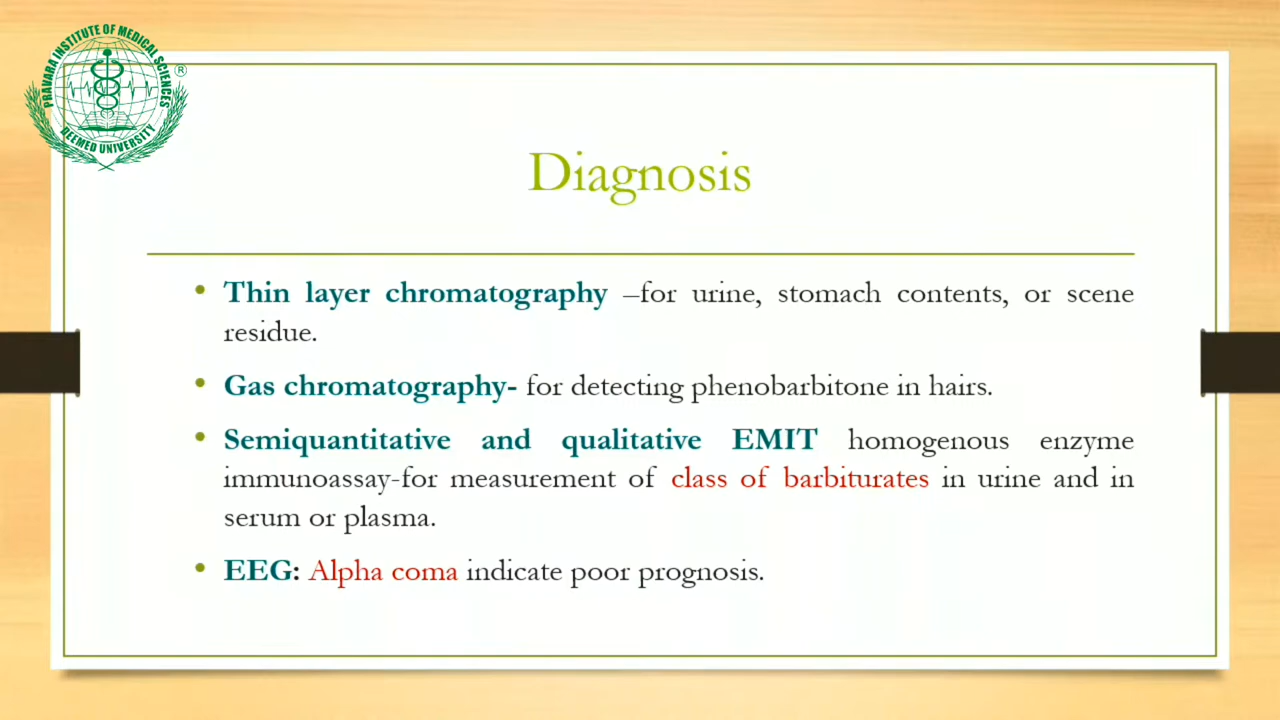 PRAVARA INSTITUTE OF MEDICAL SCIENCES
®
DEEMED UNIVERSITY
Diagnosis
• Thin layer chromatography –for urine, stomach contents, or scene
residue.
• Gas chromatography- for detecting phenobarbitone in hairs.
• Semiquantitative and qualitative EMIT homogenous enzyme
immunoassay-for measurement of class of barbiturates in urine and in
serum or plasma.
• EEG: Alpha coma indicate poor prognosis.